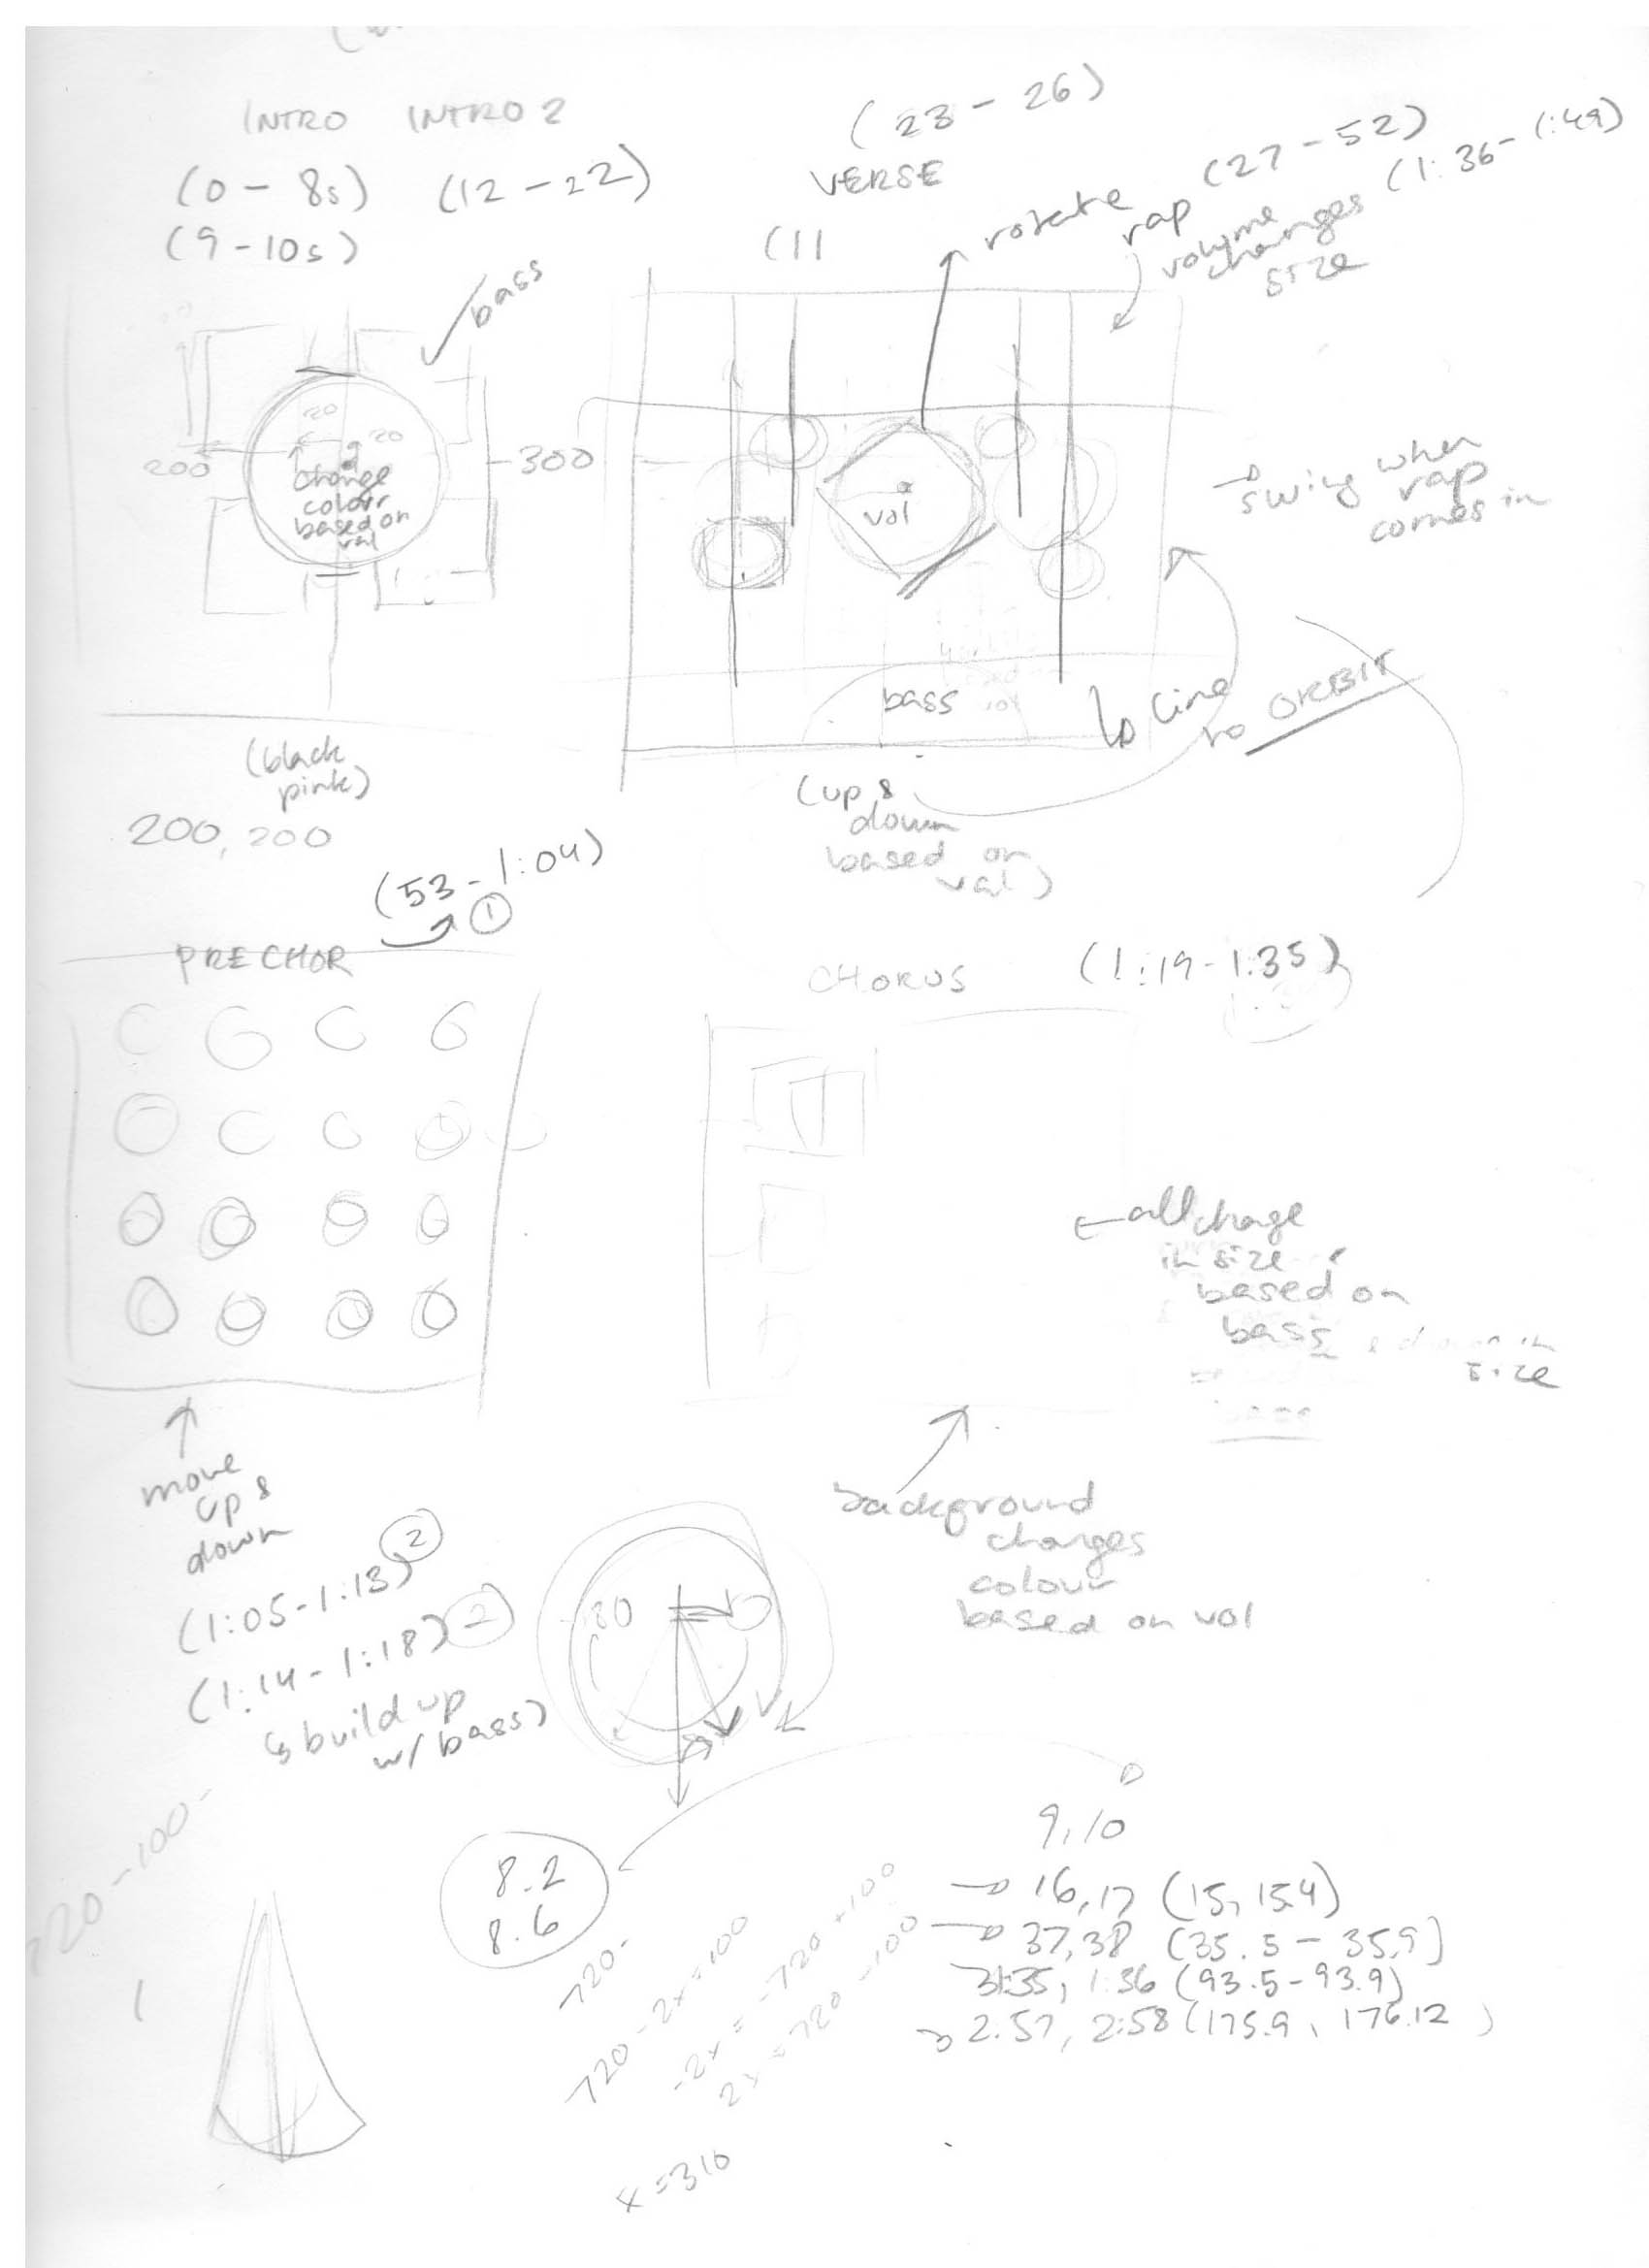 INTRO INTRO 2
(0 - 8s) (12 - 22)
(9 - 10s)
(23 - 26)
VERSE
(11
rotate
rap (27 - 52)
volume
changes (1:36 - 1:49)
size
bass
20
20
200
300
change
colour
based on
val
vol
swing when
rap
comes in
bass
line
to ORBIT
(black
pink)
200, 200
(up &
down
based on
val)
(53 - 1:04)
1
PRECHOR
CHORUS
(1:19 - 1:35)
all change
in size
based on
bass
size
move
up &
down
(1:05 - 1:13) 2
(1:14 - 1:18) 2
build up
w/ bass)
background
changes
colour
based on vol
180
720 - 100 -
8.2
8.6
9,10
16,17 (15, 15.4)
37,38 (35.5 - 35.9)
1:35, 1:36 (93.5 - 93.9)
2.57, 2:58 (175.9, 176.12)
720 -
720 - 2x = 100
-2x = -720 + 100
2x = 720 - 100
x = 310